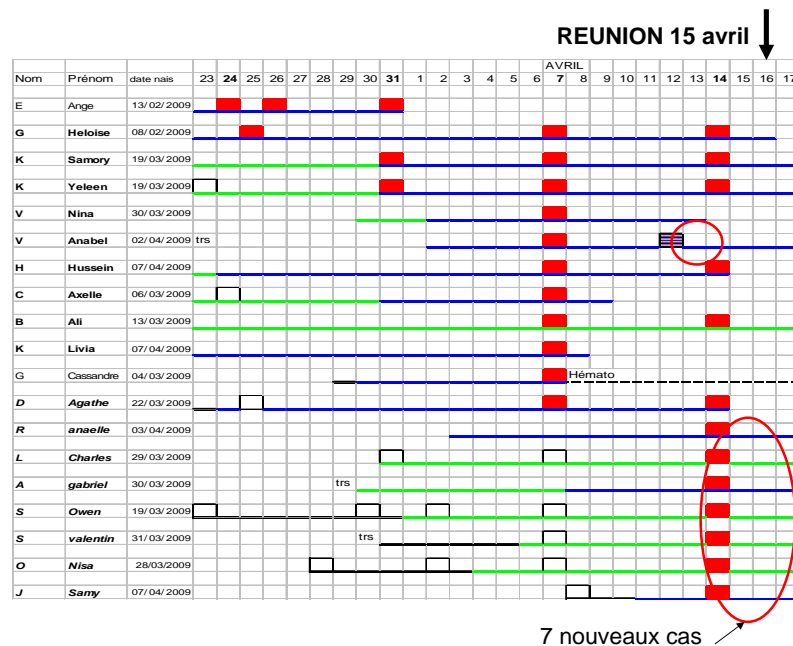 REUNION 15 avril
AVRIL
Nom Prénom date nais 23 24 25 26 27 28 29 30 31 1 2 3 4 5 6 7 8 9 10 11 12 13 14 15 16 17
E Ange 13/02/2009
G Heloise 08/02/2009
K Samory 19/03/2009
K Yeleen 19/03/2009
V Nina 30/03/2009
V Anabel 02/04/2009 trs
H Hussein 07/04/2009
C Axelle 06/03/2009
B Ali 13/03/2009
K Livia 07/04/2009
G Cassandre 04/03/2009 Hémato
D Agathe 22/03/2009
R anaelle 03/04/2009
L Charles 29/03/2009
A gabriel 30/03/2009 trs
S Owen 19/03/2009
S valentin 31/03/2009 trs
O Nisa 28/03/2009
J Samy 07/04/2009
7 nouveaux cas